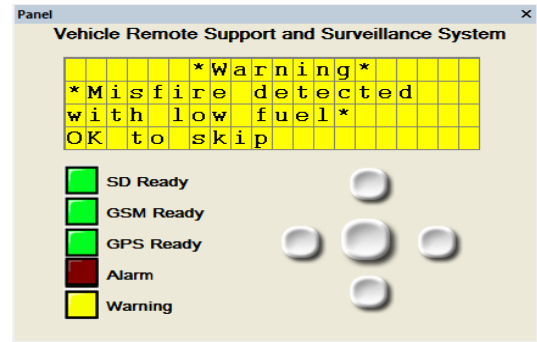 Panel
Vehicle Remote Support and Surveillance System
*Warning*
*Misfire detected
with low fuel*
OK to skip
SD Ready
GSM Ready
GPS Ready
Alarm
Warning